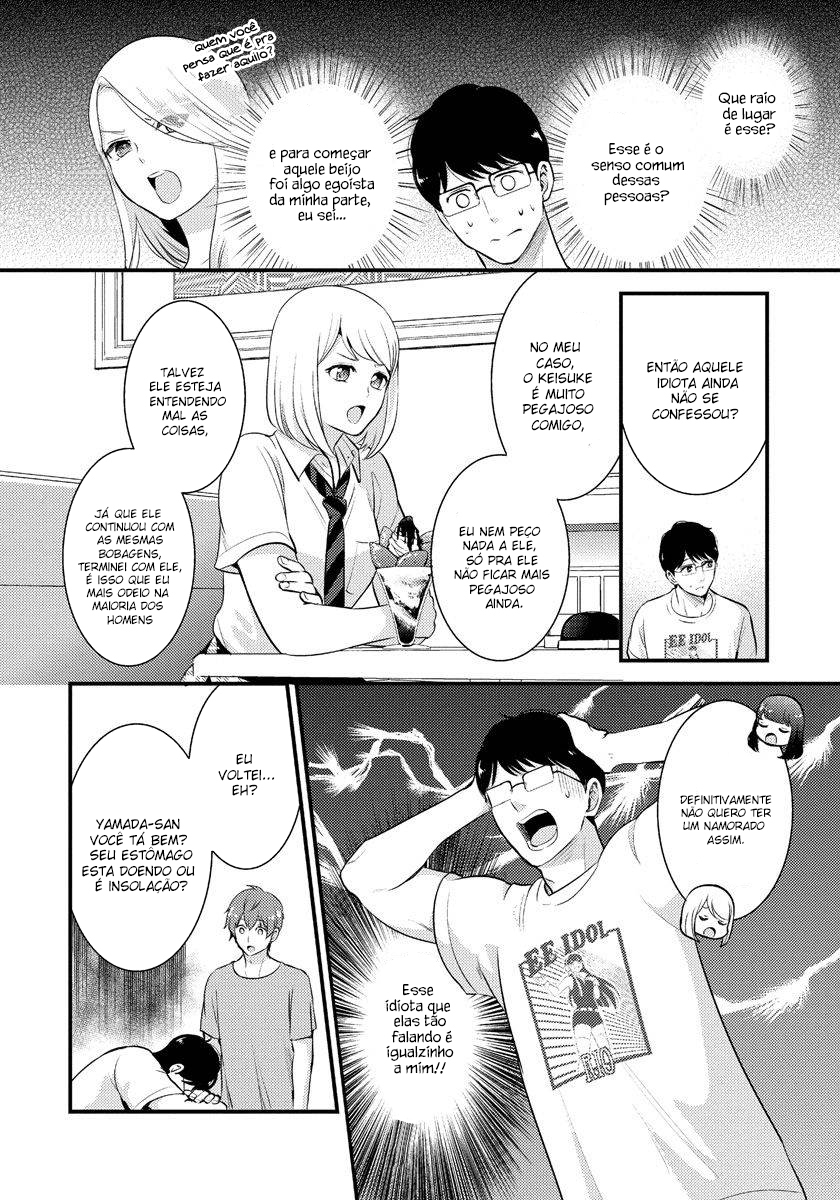 Que raio
de lugar
é esse?
Esse é o
senso comum
dessas
pessoas?
e para começar
aquele beijo
foi algo egoísta
da minha parte,
eu sei...
quem você
pensa que é pra
fazer aquilo?
ENTÃO AQUELE
IDIOTA AINDA
NÃO SE
CONFESSOU?
EE IDOL
NO MEU
CASO,
O KEISUKE
É MUITO
PEGAJOSO
COMIGO,
EU NEM PEÇO
NADA A ELE,
SÓ PRA ELE
NÃO FICAR MAIS
PEGAJOSO
AINDA.
TALVEZ
ELE ESTEJA
ENTENDENDO
MAL AS
COISAS,
JÁ QUE ELE
CONTINUOU COM
AS MESMAS
BOBAGENS,
TERMINEI COM ELE,
É ISSO QUE EU
MAIS ODEIO NA
MAIORIA DOS
HOMENS
DEFINITIVAMENTE
NÃO QUERO TER
UM NAMORADO
ASSIM.
EE IDOL
RIO
Esse
idiota que
elas tão
falando é
igualzinho
a mim!!
EU
VOLTEI...
EH?
YAMADA-SAN
VOCÊ TÁ BEM?
SEU ESTÔMAGO
ESTA DOENDO OU
É INSOLAÇÃO?